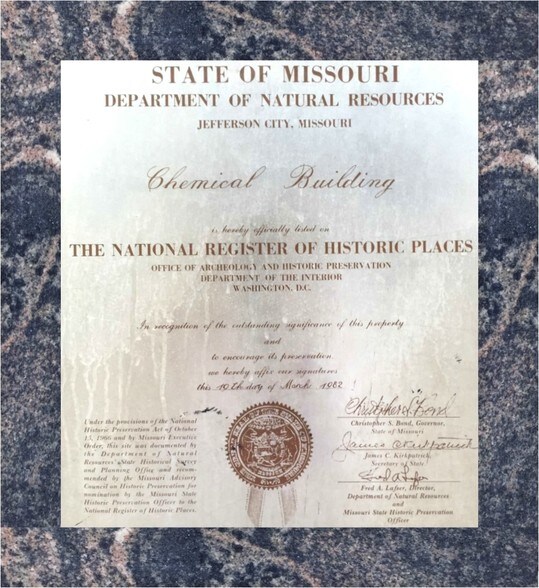 STATE OF MISSOURI
DEPARTMENT OF NATURAL RESOURCES
JEFFERSON CITY, MISSOURI
Chemical Building
is hereby officially listed on
THE NATIONAL REGISTER OF HISTORIC PLACES
OFFICE OF ARCHEOLOGY AND HISTORIC PRESERVATION
DEPARTMENT OF THE INTERIOR
WASHINGTON, D.C.
In recognition of the outstanding significance of this property
and
to encourage its preservation,
we hereby affix our signatures
this 19th day of March 1982
Under the provisions of the National
Historic Preservation Act of October
15, 1966 and by Missouri Executive
Order, this site was documented by
the Department of Natural
Resources' State Historical Survey
and Planning Office and recom-
mended by the Missouri Advisory
Council on Historic Preservation for
nomination by the Missouri State
Historic Preservation Officer to the
National Register of Historic Places.
Christopher S. Bond
Christopher S. Bond, Governor,
State of Missouri
James C Kirkpatrick
James C. Kirkpatrick,
Secretary of State
Fred A. Lafser
Fred A. Lafser, Director,
Department of Natural Resources
and
Missouri State Historic Preservation
Officer